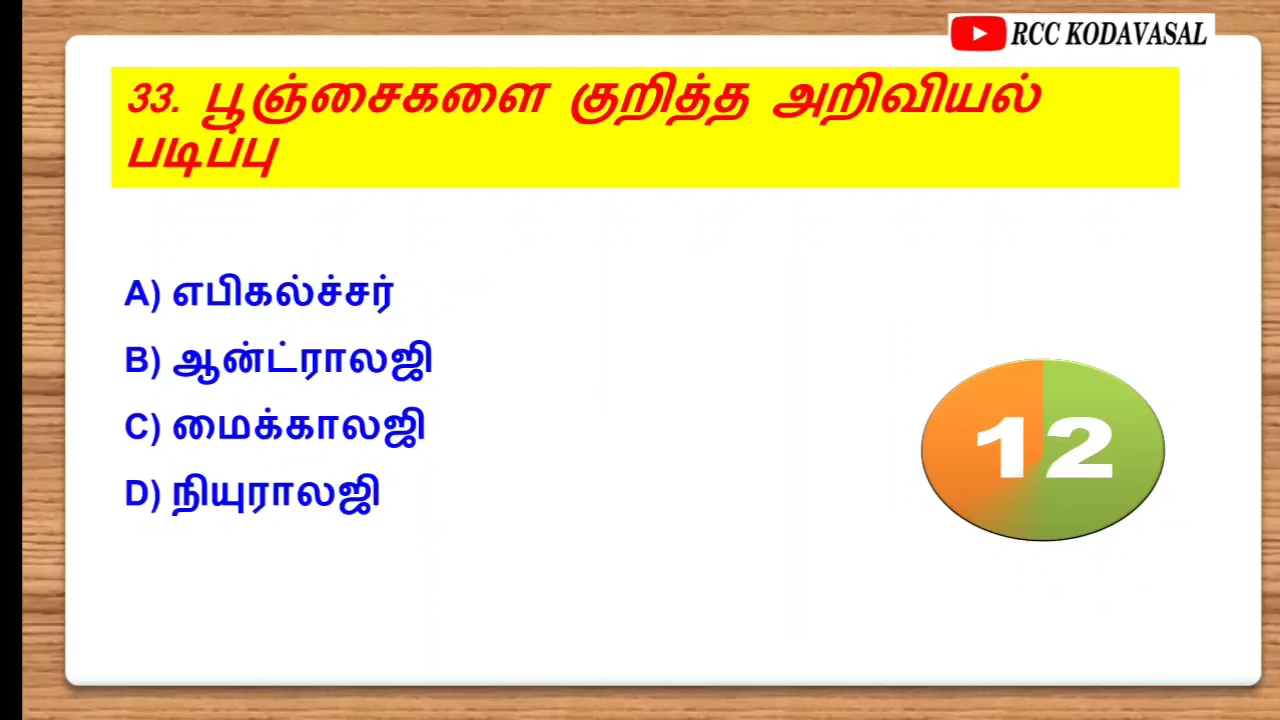 RCC KODAVASAL
33. பூஞ்சைகளை குறித்த அறிவியல்
படிப்பு
A) எபிகல்ச்சர்
B) ஆன்ட்ராலஜி
C) மைக்காலஜி
D) நியுராலஜி
12